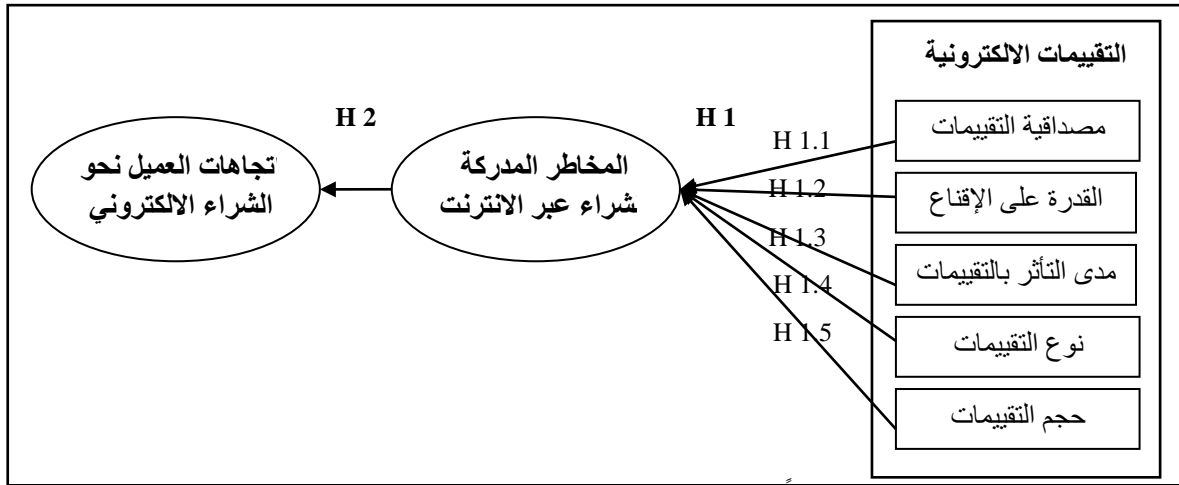 التقييمات الالكترونية
مصداقية التقييمات
القدرة على الإقناع
مدى التأثر بالتقييمات
نوع التقييمات
حجم التقييمات
H 1
H 1.1
H 1.2
H 1.3
H 1.4
H 1.5
المخاطر المدركة
شراء عبر الانترنت
H 2
تجاهات العميل نحو
الشراء الالكتروني